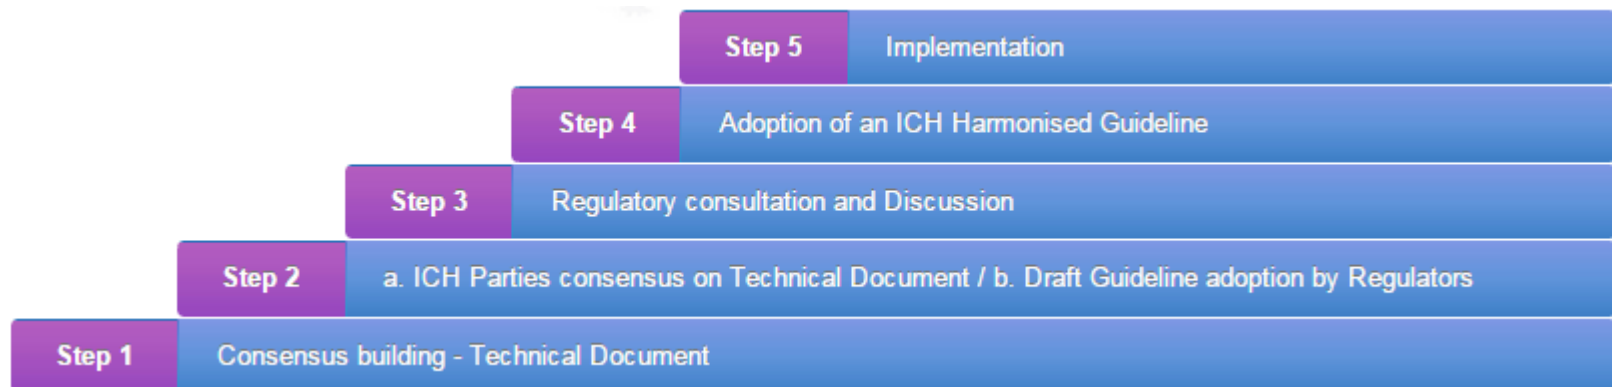 Step 5 Implementation
Step 4 Adoption of an ICH Harmonised Guideline
Step 3 Regulatory consultation and Discussion
Step 2 a. ICH Parties consensus on Technical Document / b. Draft Guideline adoption by Regulators
Step 1 Consensus building - Technical Document